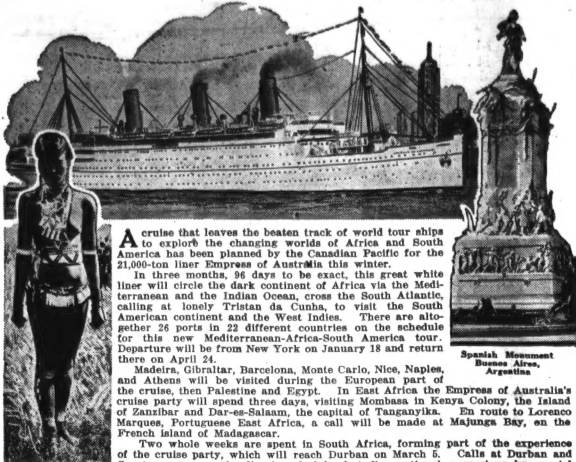 A cruise that leaves the beaten track of world tour ships
to explore the changing worlds of Africa and South
America has been planned by the Canadian Pacific for the
21,000-ton liner Empress of Australia this winter.
In three months, 96 days to be exact, this great white
liner will circle the dark continent of Africa via the Medi-
terranean and the Indian Ocean, cross the South Atlantic,
calling at lonely Tristan da Cunha, to visit the South
American continent and the West Indies. There are alto-
gether 26 ports in 22 different countries on the schedule
for this new Mediterranean-Africa-South America tour.
Departure will be from New York on January 18 and return
there on April 24.
Spanish Monument
Buenos Aires,
Argentina
Madeira, Gibraltar, Barcelona, Monte Carlo, Nice, Naples,
and Athens will be visited during the European part of
the cruise, then Palestine and Egypt. In East Africa the Empress of Australia's
cruise party will spend three days, visiting Mombasa in Kenya Colony, the Island
of Zanzibar and Dar-es-Salaam, the capital of Tanganyika. En route to Lorenco
Marques, Portuguese East Africa, a call will be made at Majunga Bay, on the
French island of Madagascar.
Two whole weeks are spent in South Africa, forming part of the experience
of the cruise party, which will reach Durban on March 5. Calls at Durban and